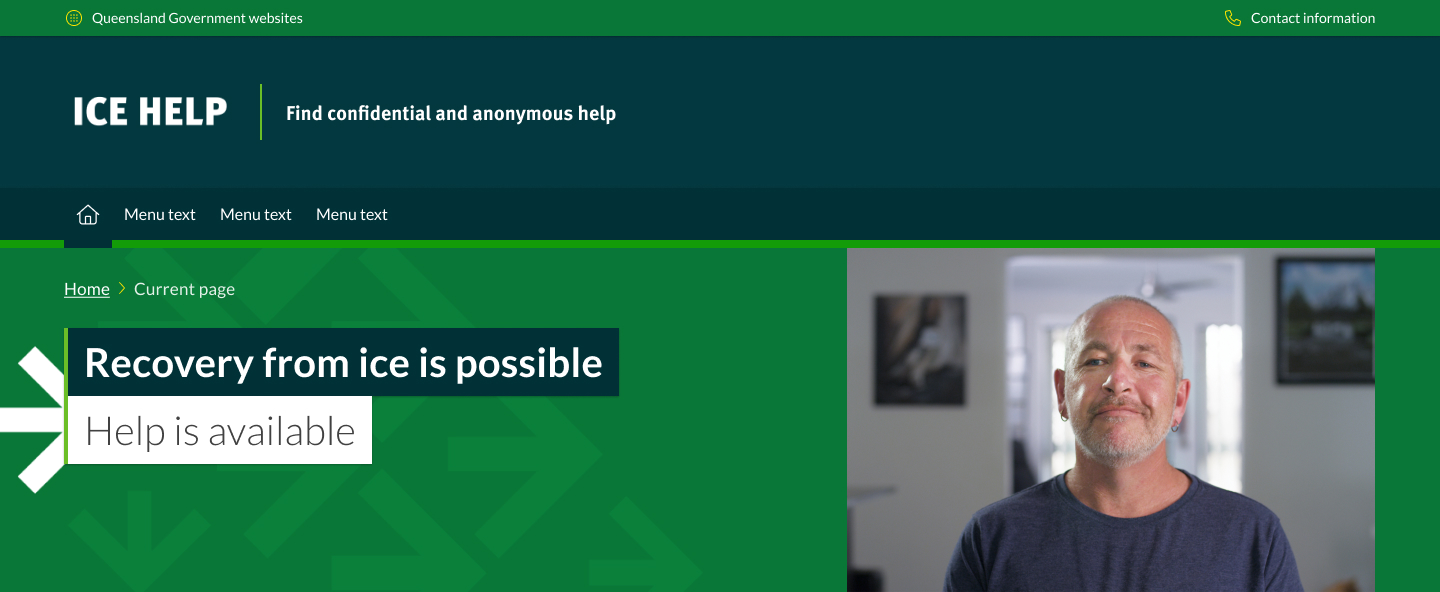 Queensland Government websites
Contact information
ICE HELP
Find confidential and anonymous help
Menu text
Menu text
Menu text
Home
Current page
Recovery from ice is possible
Help is available